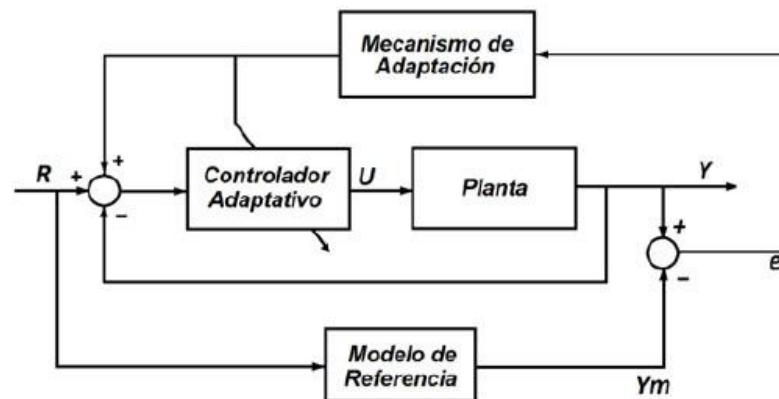 Mecanismo de
Adaptación
+
R
+
−
Controlador
Adaptativo
U
Planta
Y
+
−
e
Modelo de
Referencia
Ym